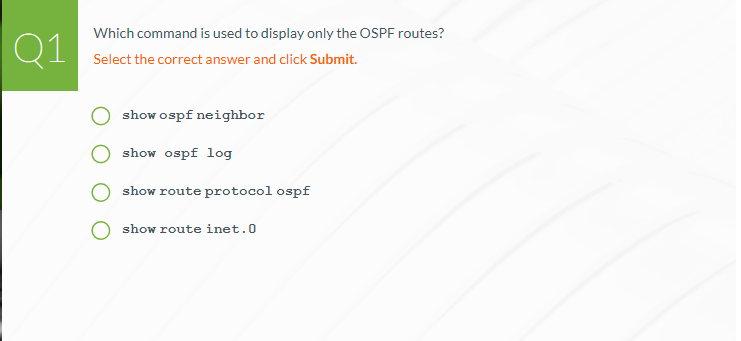 Q1
Which command is used to display only the OSPF routes?
Select the correct answer and click Submit.
show ospf neighbor
show ospf log
show route protocol ospf
show route inet.0